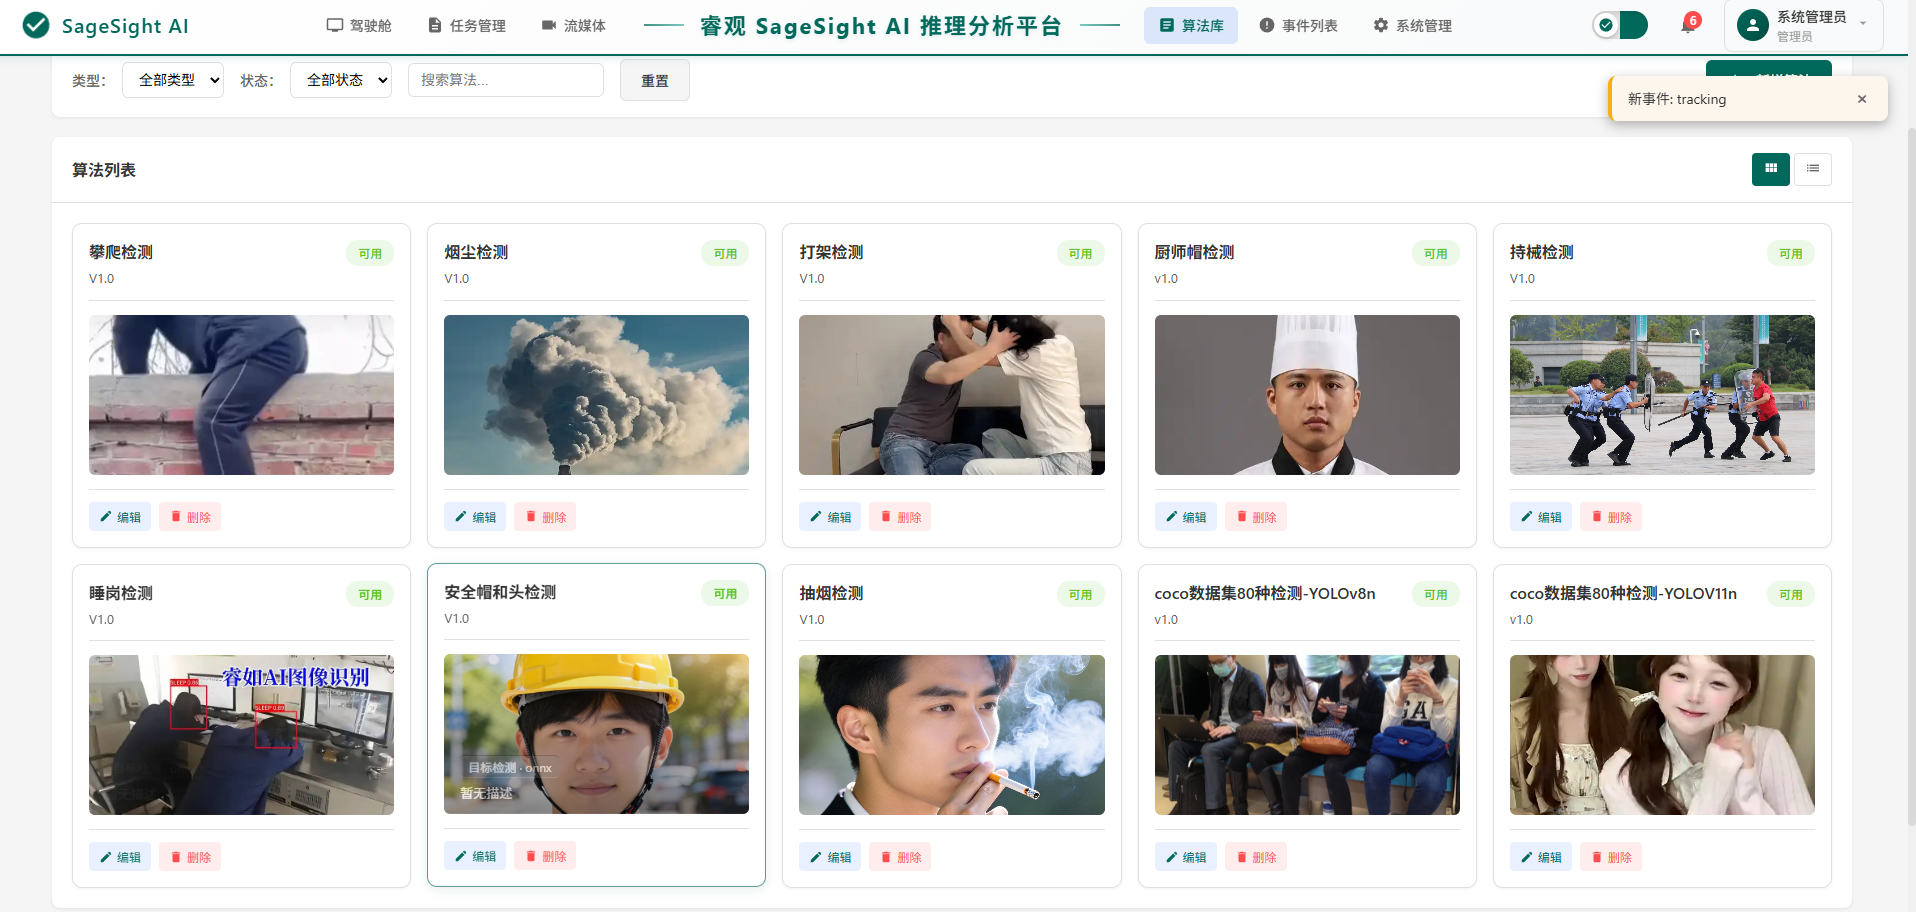 SageSight AI
驾驶舱
任务管理
流媒体
睿观 SageSight AI 推理分析平台
算法库
事件列表
系统管理
6
系统管理员
管理员
类型：
全部类型
状态：
全部状态
搜索算法...
重置
新事件: tracking
×
算法列表
攀爬检测
可用
V1.0
编辑
删除
烟尘检测
可用
V1.0
编辑
删除
打架检测
可用
V1.0
编辑
删除
厨师帽检测
可用
v1.0
编辑
删除
持械检测
可用
V1.0
编辑
删除
睡岗检测
可用
V1.0
睿如AI图像识别
编辑
删除
安全帽和头检测
可用
V1.0
目标检测 · onnx
暂无描述
编辑
删除
抽烟检测
可用
V1.0
编辑
删除
coco数据集80种检测-YOLOv8n
可用
v1.0
GA
编辑
删除
coco数据集80种检测-YOLOV11n
可用
v1.0
编辑
删除